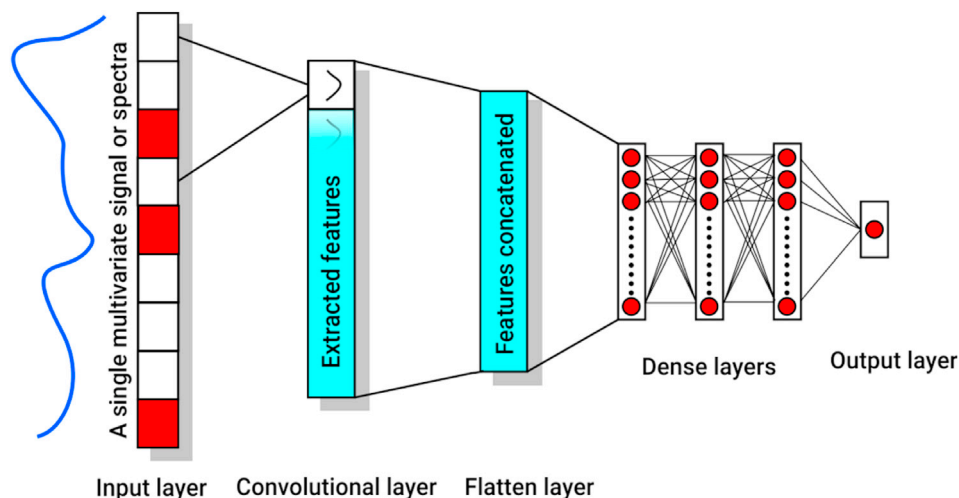 A single multivariate signal or spectra
Extracted features
Features concatenated
Dense layers
Output layer
Input layer
Convolutional layer
Flatten layer